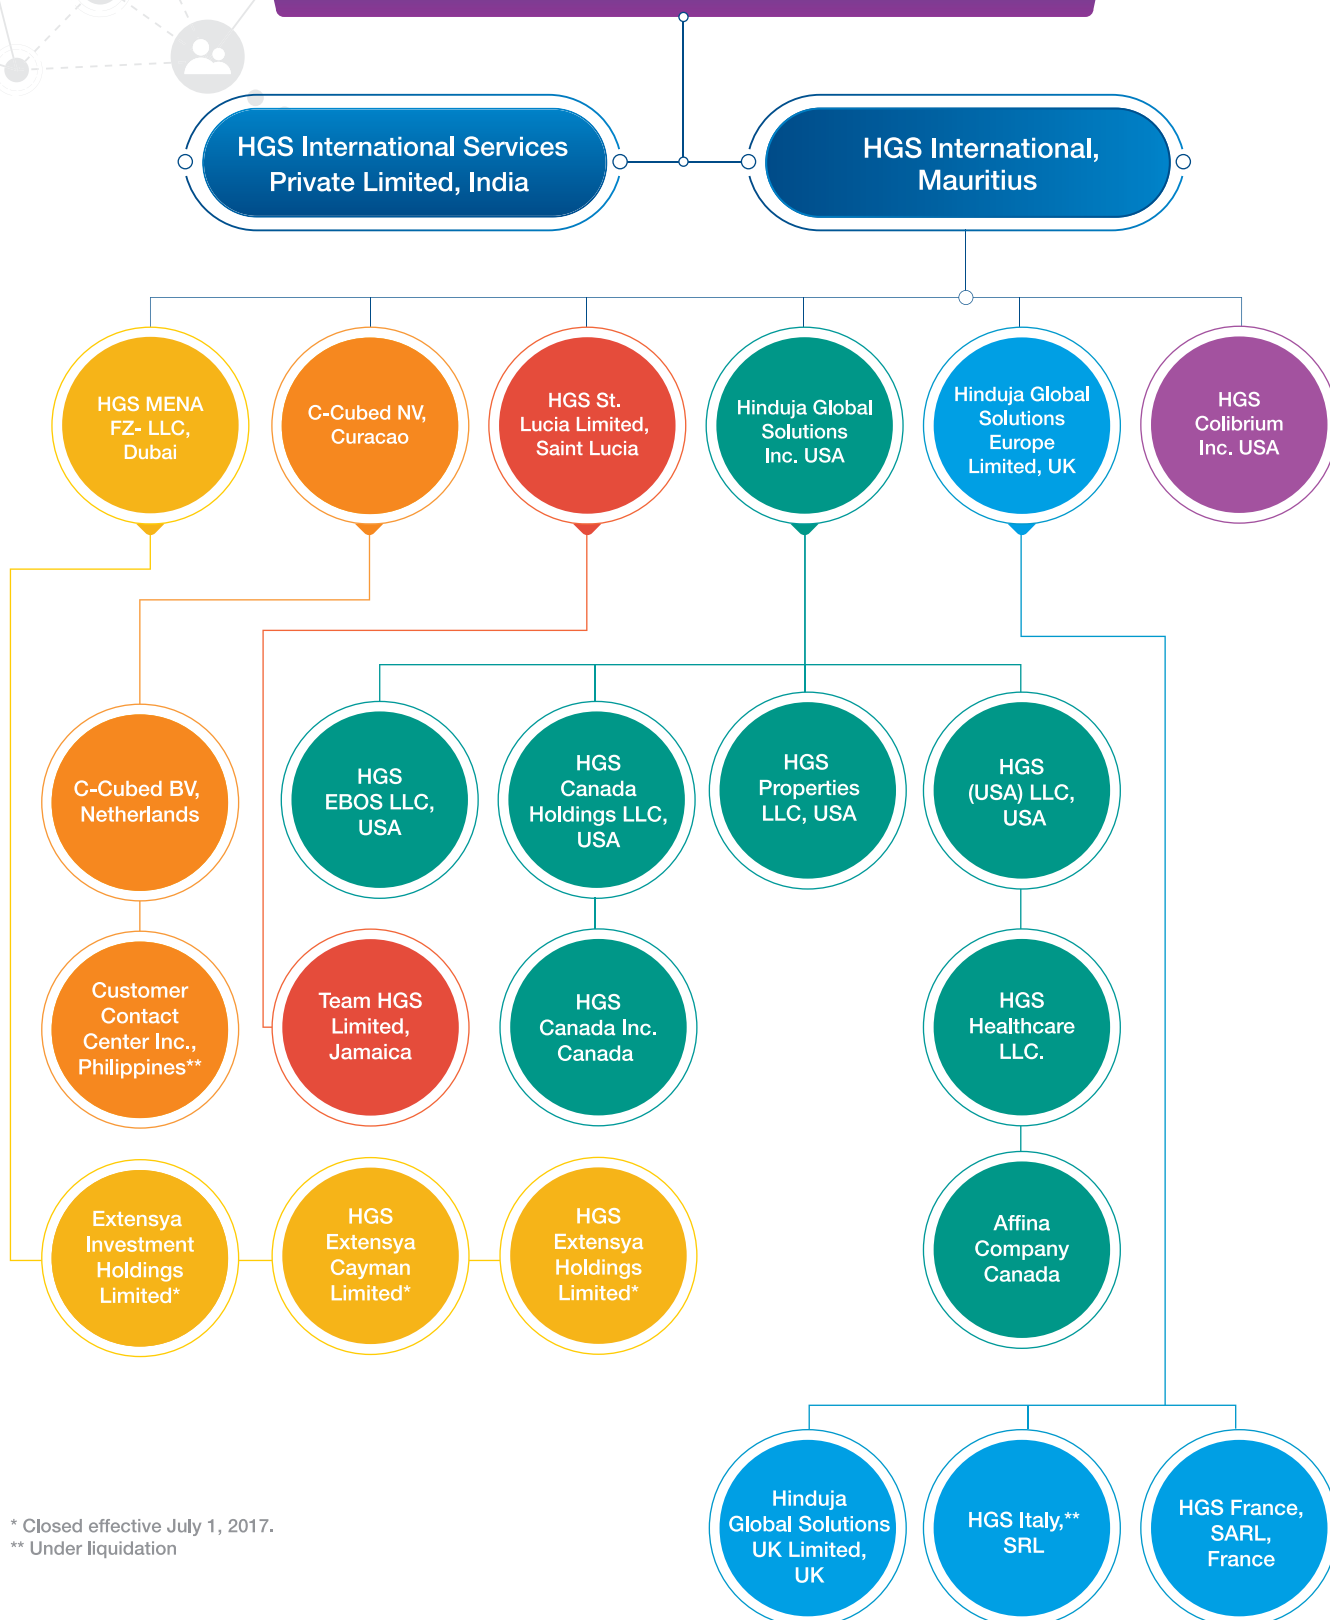 HGS International Services
Private Limited, India
HGS International,
Mauritius
HGS MENA
FZ- LLC,
Dubai
C-Cubed NV,
Curacao
HGS St.
Lucia Limited,
Saint Lucia
Hinduja Global
Solutions
Inc. USA
Hinduja Global
Solutions
Europe
Limited, UK
HGS
Colibrium
Inc. USA
C-Cubed BV,
Netherlands
HGS
EBOS LLC,
USA
HGS
Canada
Holdings LLC,
USA
HGS
Properties
LLC, USA
HGS
(USA) LLC,
USA
Customer
Contact
Center Inc.,
Philippines**
Team HGS
Limited,
Jamaica
HGS
Canada Inc.
Canada
HGS
Healthcare
LLC.
Extensya
Investment
Holdings
Limited*
HGS
Extensya
Cayman
Limited*
HGS
Extensya
Holdings
Limited*
Affina
Company
Canada
Hinduja
Global Solutions
UK Limited,
UK
HGS Italy,**
SRL
HGS France,
SARL,
France
* Closed effective July 1, 2017.
** Under liquidation